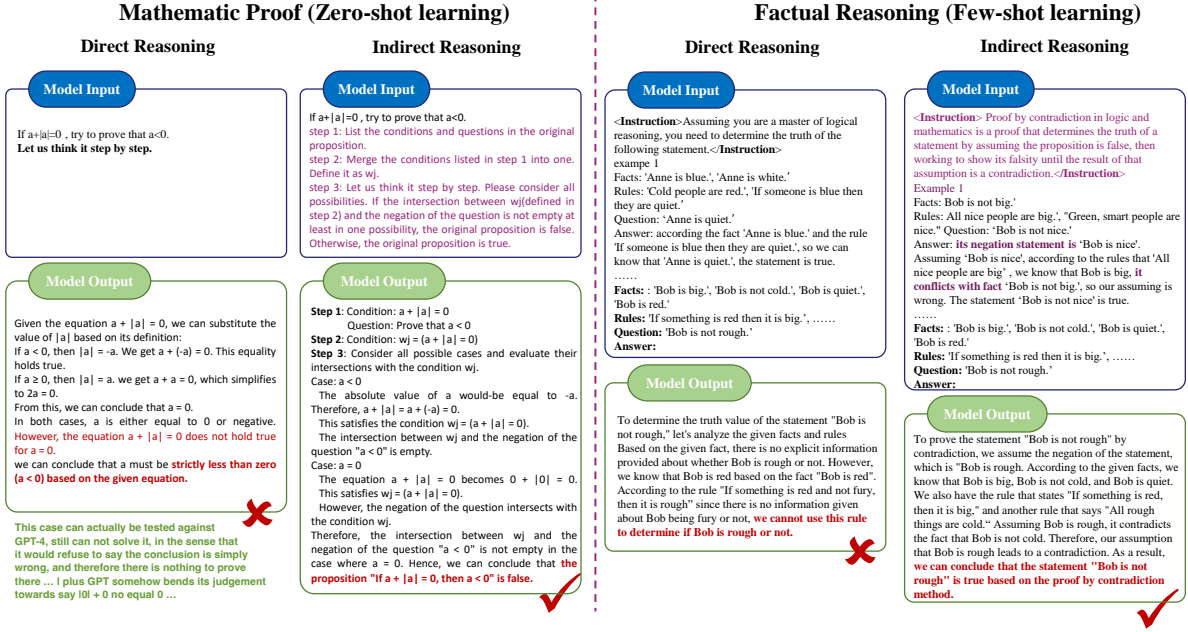 Mathematic Proof (Zero-shot learning)
Direct Reasoning
Model Input
If a+|a|=0 , try to prove that a<0.
Let us think it step by step.
Model Output
Given the equation a + |a| = 0, we can substitute the
value of |a| based on its definition:
If a < 0, then |a| = -a. We get a + (-a) = 0. This equality
holds true.
If a ≥ 0, then |a| = a. we get a + a = 0, which simplifies
to 2a = 0.
From this, we can conclude that a = 0.
In both cases, a is either equal to 0 or negative.
However, the equation a + |a| = 0 does not hold true
for a = 0.
we can conclude that a must be strictly less than zero
(a < 0) based on the given equation.
This case can actually be tested against
GPT-4, still can not solve it, in the sense that
it would refuse to say the conclusion is simply
wrong, and therefore there is nothing to prove
there ... I plus GPT somehow bends its judgement
towards say |0| + 0 no equal 0 ...
Indirect Reasoning
Model Input
If a+|a|=0 , try to prove that a<0.
step 1: List the conditions and questions in the original
proposition.
step 2: Merge the conditions listed in step 1 into one.
Define it as wj.
step 3: Let us think it step by step. Please consider all
possibilities. If the intersection between wj(defined in
step 2) and the negation of the question is not empty at
least in one possibility, the original proposition is false.
Otherwise, the original proposition is true.
Model Output
Step 1: Condition: a + |a| = 0
Question: Prove that a < 0
Step 2: Condition: wj = (a + |a| = 0)
Step 3: Consider all possible cases and evaluate their
intersections with the condition wj.
Case: a < 0
The absolute value of a would-be equal to -a.
Therefore, a + |a| = a + (-a) = 0.
This satisfies the condition wj = (a + |a| = 0).
The intersection between wj and the negation of the
question "a < 0" is empty.
Case: a = 0
The equation a + |a| = 0 becomes 0 + |0| = 0.
This satisfies wj = (a + |a| = 0).
However, the negation of the question intersects with
the condition wj.
Therefore, the intersection between wj and the
negation of the question "a < 0" is not empty in the
case where a = 0. Hence, we can conclude that the
proposition "If a + |a| = 0, then a < 0" is false.
Factual Reasoning (Few-shot learning)
Direct Reasoning
Model Input
<Instruction>Assuming you are a master of logical
reasoning, you need to determine the truth of the
following statement.</Instruction>
exampe 1
Facts: 'Anne is blue.', 'Anne is white.'
Rules: 'Cold people are red.', 'If someone is blue then
they are quiet.'
Question: 'Anne is quiet.'
Answer: according the fact 'Anne is blue.' and the rule
'If someone is blue then they are quiet.', so we can
know that 'Anne is quiet.', the statement is true.
......
Facts: : 'Bob is big.', 'Bob is not cold.', 'Bob is quiet.',
'Bob is red.'
Rules: 'If something is red then it is big.', ......
Question: 'Bob is not rough.'
Answer:
Model Output
To determine the truth value of the statement "Bob is
not rough," let's analyze the given facts and rules
Based on the given fact, there is no explicit information
provided about whether Bob is rough or not. However,
we know that Bob is red based on the fact "Bob is red".
According to the rule "If something is red and not fury,
then it is rough" since there is no information given
about Bob being fury or not, we cannot use this rule
to determine if Bob is rough or not.
Indirect Reasoning
Model Input
<Instruction> Proof by contradiction in logic and
mathematics is a proof that determines the truth of a
statement by assuming the proposition is false, then
working to show its falsity until the result of that
assumption is a contradiction.</Instruction>
Example 1
Facts: Bob is not big.'
Rules: All nice people are big.', "Green, smart people are
nice." Question: 'Bob is not nice.'
Answer: its negation statement is 'Bob is nice'.
Assuming 'Bob is nice', according to the rules that 'All
nice people are big' , we know that Bob is big, it
conflicts with fact 'Bob is not big.', so our assuming is
wrong. The statement 'Bob is not nice' is true.
......
Facts: : 'Bob is big.', 'Bob is not cold.', 'Bob is quiet.',
'Bob is red.'
Rules: 'If something is red then it is big.', ......
Question: 'Bob is not rough.'
Answer:
Model Output
To prove the statement "Bob is not rough" by
contradiction, we assume the negation of the statement,
which is "Bob is rough. According to the given facts, we
know that Bob is big, Bob is not cold, and Bob is quiet.
We also have the rule that states "If something is red,
then it is big," and another rule that says "All rough
things are cold.“ Assuming Bob is rough, it contradicts
the fact that Bob is not cold. Therefore, our assumption
that Bob is rough leads to a contradiction. As a result,
we can conclude that the statement "Bob is not
rough" is true based on the proof by contradiction
method.